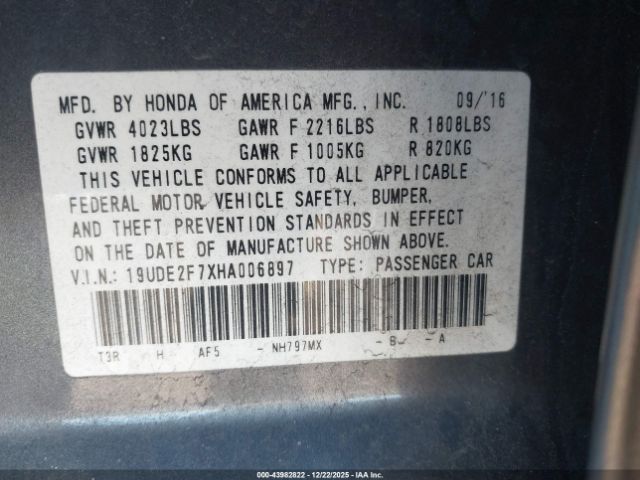 MFD. BY HONDA OF AMERICA MFG., INC. 09/'16
GVWR 4023LBS GAWR F 2216LBS R 1808LBS
GVWR 1825KG GAWR F 1005KG R 820KG
THIS VEHICLE CONFORMS TO ALL APPLICABLE
FEDERAL MOTOR VEHICLE SAFETY, BUMPER,
AND THEFT PREVENTION STANDARDS IN EFFECT
ON THE DATE OF MANUFACTURE SHOWN ABOVE.
V.I.N.: 19UDE2F7XHA006897 TYPE: PASSENGER CAR
T3R H AF5 - NH797MX - B - A
000-43982822 - 12/22/2025 - IAAI.COM